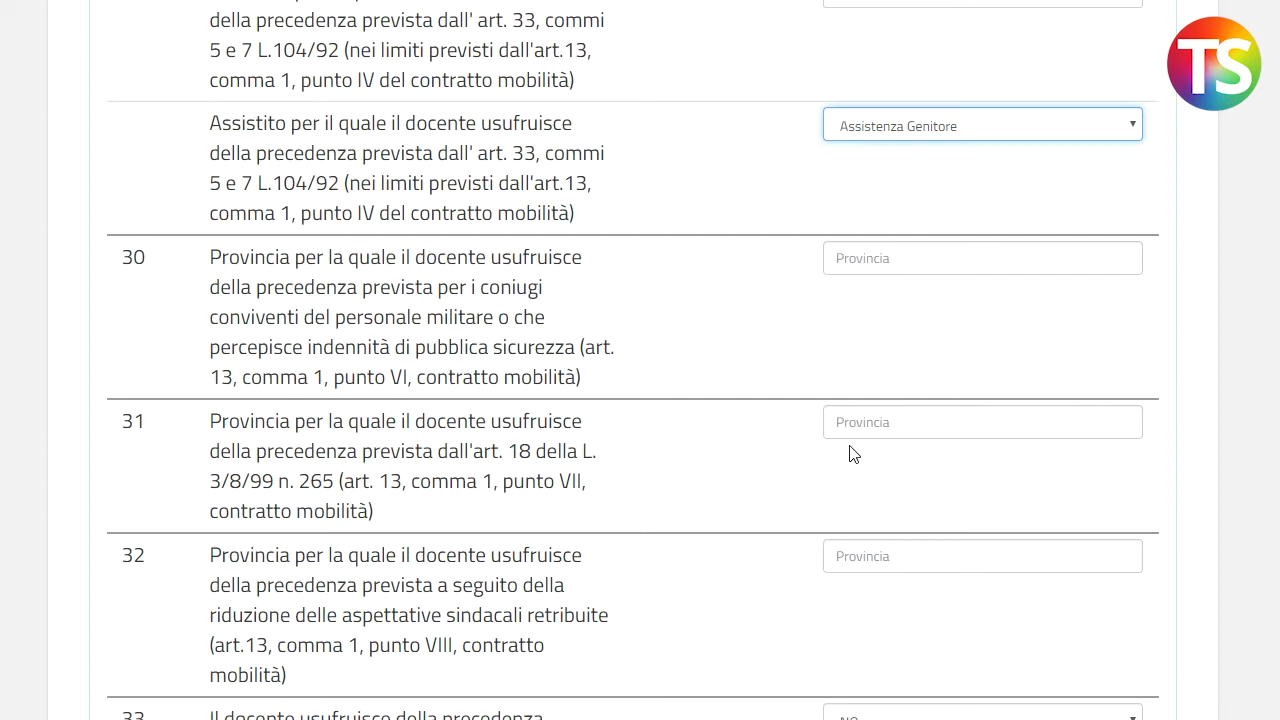 della precedenza prevista dall' art. 33, commi
5 e 7 L.104/92 (nei limiti previsti dall'art.13,
comma 1, punto IV del contratto mobilità)
TS
Assistito per il quale il docente usufruisce
della precedenza prevista dall' art. 33, commi
5 e 7 L.104/92 (nei limiti previsti dall'art.13,
comma 1, punto IV del contratto mobilità)
Assistenza Genitore
30
Provincia per la quale il docente usufruisce
della precedenza prevista per i coniugi
conviventi del personale militare o che
percepisce indennità di pubblica sicurezza (art.
13, comma 1, punto VI, contratto mobilità)
Provincia
31
Provincia per la quale il docente usufruisce
della precedenza prevista dall'art. 18 della L.
3/8/99 n. 265 (art. 13, comma 1, punto VII,
contratto mobilità)
Provincia
32
Provincia per la quale il docente usufruisce
della precedenza prevista a seguito della
riduzione delle aspettative sindacali retribuite
(art.13, comma 1, punto VIII, contratto
mobilità)
Provincia
33
Il docente usufruisce della precedenza
NO